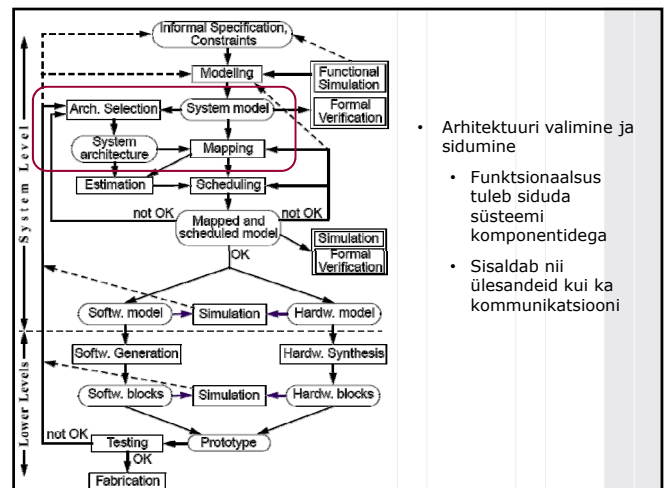 Informal Specification,
Constraints
Modeling
Functional
Simulation
Arch. Selection
System model
Formal
Verification
System
architecture
Mapping
Estimation
Scheduling
not OK
not OK
Mapped and
scheduled model
Simulation
Formal
Verification
OK
Softw. model
Simulation
Hardw. model
Softw. Generation
Hardw. Synthesis
Softw. blocks
Simulation
Hardw. blocks
not OK
Testing
Prototype
OK
Fabrication
System Level
Lower Levels
• Arhitektuuri valimine ja
sidumine
• Funktsionaalsus
tuleb siduda
süsteemi
komponentidega
• Sisaldab nii
ülesandeid kui ka
kommunikatsiooni